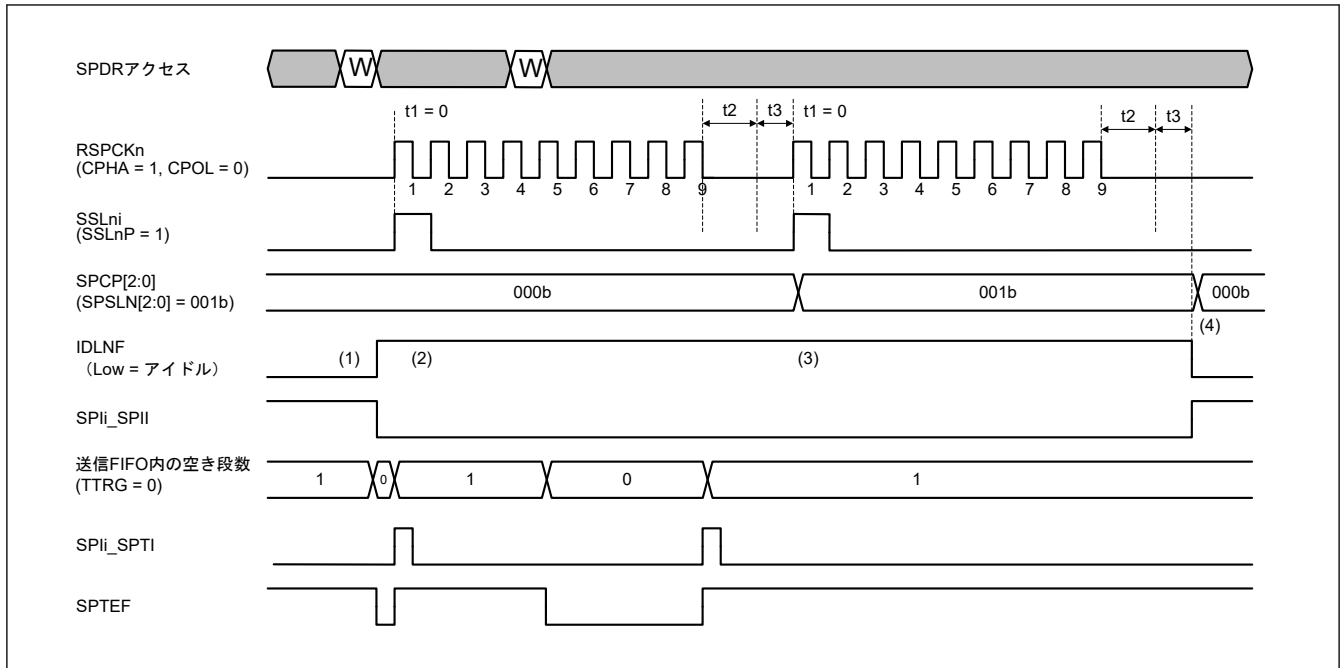 SPDRアクセス
W
W
t1 = 0
t2
t3
t1 = 0
t2
t3
RSPCKn
(CPHA = 1, CPOL = 0)
1 2 3 4 5 6 7 8 9
1 2 3 4 5 6 7 8 9
SSLni
(SSLnP = 1)
SPCP[2:0]
(SPSLN[2:0] = 001b)
000b
001b
000b
(4)
IDLNF
（Low = アイドル）
(1)
(2)
(3)
SPIi_SPII
送信FIFO内の空き段数
(TTRG = 0)
1
0
1
0
1
SPIi_SPTI
SPTEF